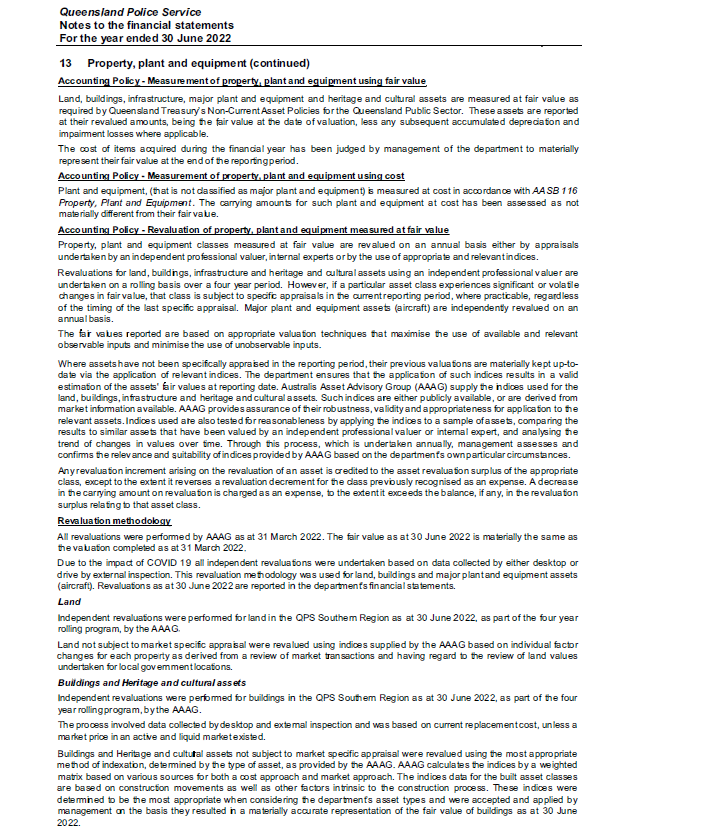 Queensland Police Service
Notes to the financial statements
For the year ended 30 June 2022
13 Property, plant and equipment (continued)
Accounting Policy - Measurement of property, plant and equipment using fair value
Land, buildings, infrastructure, major plant and equipment and heritage and cultural assets are measured at fair value as
required by Queensland Treasury's Non-Current Asset Policies for the Queensland Public Sector. These assets are reported
at their revalued amounts, being the fair value at the date of valuation, less any subsequent accumulated depreciation and
impairment losses where applicable.
The cost of items acquired during the financial year has been judged by management of the department to materially
represent their fair value at the end of the reporting period.
Accounting Policy - Measurement of property, plant and equipment using cost
Plant and equipment, (that is not classified as major plant and equipment) is measured at cost in accordance with AASB 116
Property, Plant and Equipment. The carrying amounts for such plant and equipment at cost has been assessed as not
materially different from their fair value.
Accounting Policy - Revaluation of property, plant and equipment measured at fair value
Property, plant and equipment classes measured at fair value are revalued on an annual basis either by appraisals
undertaken by an independent professional valuer, internal experts or by the use of appropriate and relevant indices.
Revaluations for land, buildings, infrastructure and heritage and cultural assets using an independent professional valuer are
undertaken on a rolling basis over a four year period. However, if a particular asset class experiences significant or volatile
changes in fair value, that class is subject to specific appraisals in the current reporting period, where practicable, regardless
of the timing of the last specific appraisal. Major plant and equipment assets (aircraft) are independently revalued on an
annual basis.
The fair values reported are based on appropriate valuation techniques that maximise the use of available and relevant
observable inputs and minimise the use of unobservable inputs.
Where assets have not been specifically appraised in the reporting period, their previous valuations are materially kept up-to-
date via the application of relevant indices. The department ensures that the application of such indices results in a valid
estimation of the assets' fair values at reporting date. Australis Asset Advisory Group (AAAG) supply the indices used for the
land, buildings, infrastructure and heritage and cultural assets. Such indices are either publicly available, or are derived from
market information available. AAAG provides assurance of their robustness, validity and appropriateness for application to the
relevant assets. Indices used are also tested for reasonableness by applying the indices to a sample of assets, comparing the
results to similar assets that have been valued by an independent professional valuer or internal expert, and analysing the
trend of changes in values over time. Through this process, which is undertaken annually, management assesses and
confirms the relevance and suitability of indices provided by AAAG based on the department's own particular circumstances.
Any revaluation increment arising on the revaluation of an asset is credited to the asset revaluation surplus of the appropriate
class, except to the extent it reverses a revaluation decrement for the class previously recognised as an expense. A decrease
in the carrying amount on revaluation is charged as an expense, to the extent it exceeds the balance, if any, in the revaluation
surplus relating to that asset class.
Revaluation methodology
All revaluations were performed by AAAG as at 31 March 2022. The fair value as at 30 June 2022 is materially the same as
the valuation completed as at 31 March 2022.
Due to the impact of COVID 19 all independent revaluations were undertaken based on data collected by either desktop or
drive by external inspection. This revaluation methodology was used for land, buildings and major plant and equipment assets
(aircraft). Revaluations as at 30 June 2022 are reported in the department's financial statements.
Land
Independent revaluations were performed for land in the QPS Southern Region as at 30 June 2022, as part of the four year
rolling program, by the AAAG.
Land not subject to market specific appraisal were revalued using indices supplied by the AAAG based on individual factor
changes for each property as derived from a review of market transactions and having regard to the review of land values
undertaken for local government locations.
Buildings and Heritage and cultural assets
Independent revaluations were performed for buildings in the QPS Southern Region as at 30 June 2022, as part of the four
year rolling program, by the AAAG.
The process involved data collected by desktop and external inspection and was based on current replacement cost, unless a
market price in an active and liquid market existed.
Buildings and Heritage and cultural assets not subject to market specific appraisal were revalued using the most appropriate
method of indexation, determined by the type of asset, as provided by the AAAG. AAAG calculates the indices by a weighted
matrix based on various sources for both a cost approach and market approach. The indices data for the built asset classes
are based on construction movements as well as other factors intrinsic to the construction process. These indices were
determined to be the most appropriate when considering the department's asset types and were accepted and applied by
management on the basis they resulted in a materially accurate representation of the fair value of buildings as at 30 June
2022.